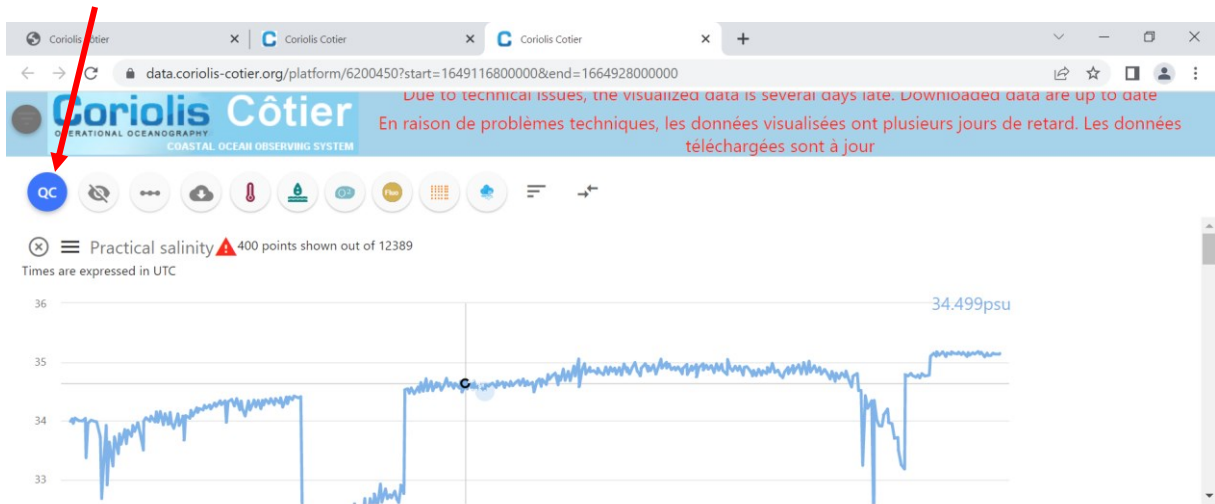 Coriolis Cotier
Coriolis Cotier
Coriolis Cotier
data.coriolis-cotier.org/platform/6200450?start=1649116800000&end=1664928000000
Coriolis Côtier
OPERATIONAL OCEANOGRAPHY
COASTAL OCEAN OBSERVING SYSTEM
Due to technical issues, the visualized data is several days late. Downloaded data are up to date
En raison de problèmes techniques, les données visualisées ont plusieurs jours de retard. Les données
téléchargées sont à jour
QC
O2
Fluo
Practical salinity 400 points shown out of 12389
Times are expressed in UTC
36
34.499psu
35
34
33